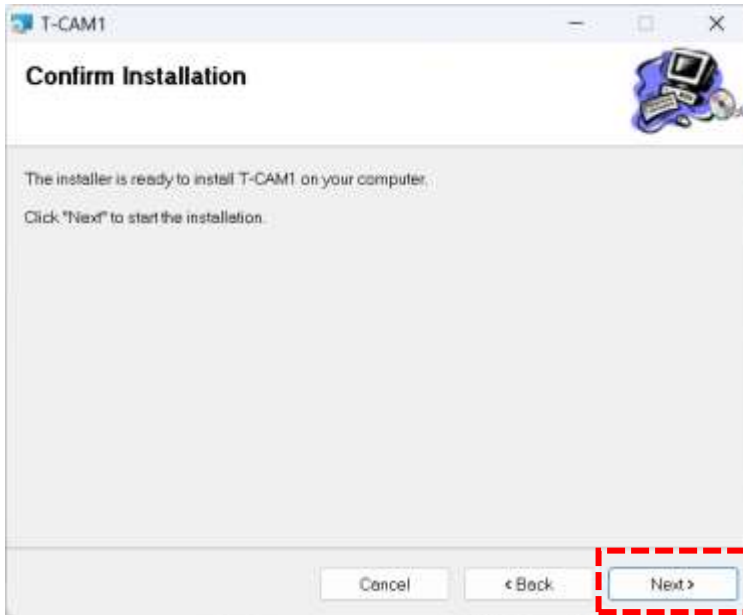 T-CAM1
Confirm Installation
The installer is ready to install T-CAM1 on your computer.
Click "Next" to start the installation.
Cancel
< Back
Next >